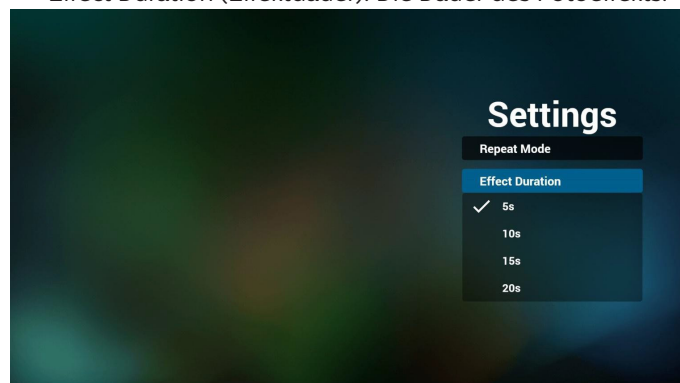 Effect Duration (Effektdauer): Die Dauer des Fotoeffekts.
Settings
Repeat Mode
Effect Duration
5s
10s
15s
20s